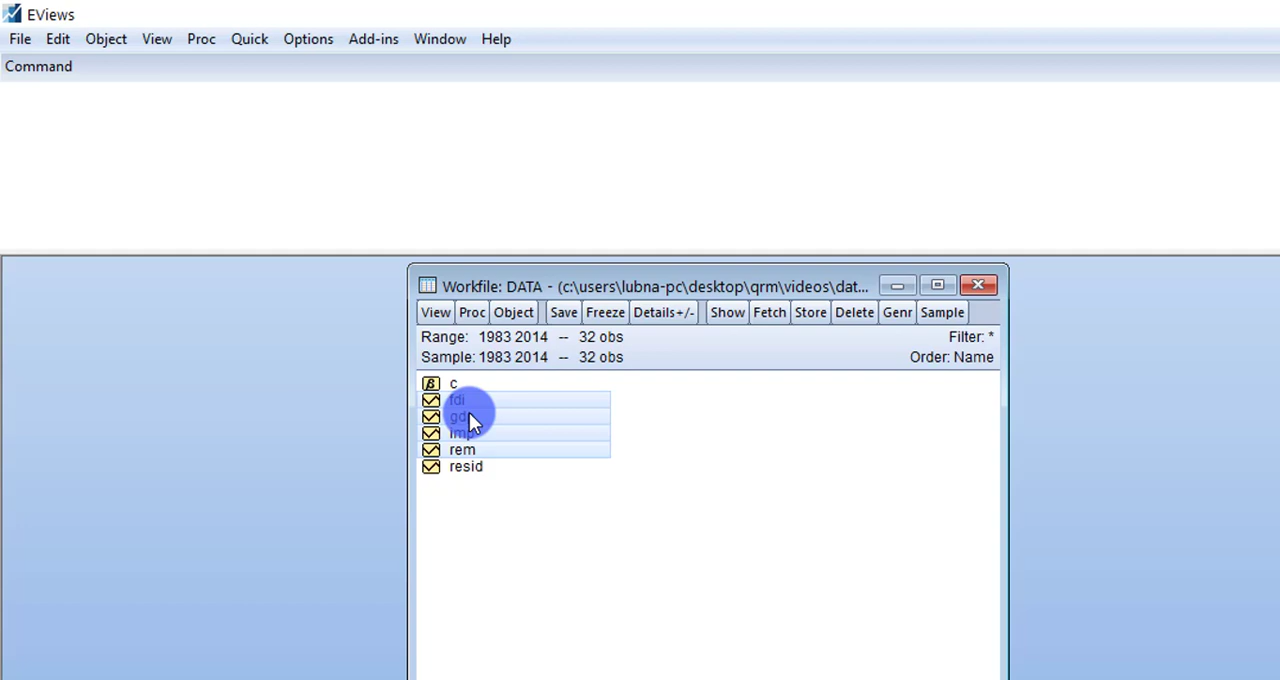 EViews
File Edit Object View Proc Quick Options Add-ins Window Help
Command
Workfile: DATA - (c:\users\lubna-pc\desktop\qrm\videos\dat...
View Proc Object Save Freeze Details+/- Show Fetch Store Delete Genr Sample
Range: 1983 2014 -- 32 obs Filter: *
Sample: 1983 2014 -- 32 obs Order: Name
c
fdi
imp
rem
resid